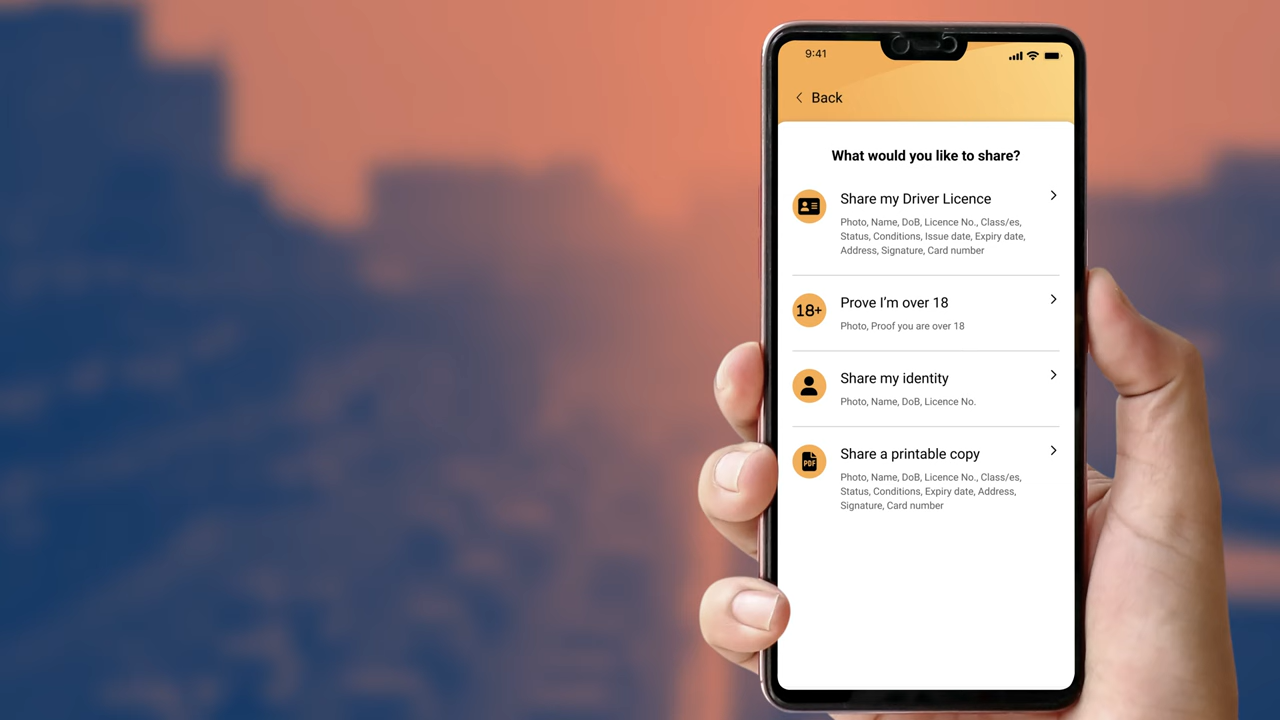 9:41
Back
What would you like to share?
Share my Driver Licence
Photo, Name, DoB, Licence No., Class/es,
Status, Conditions, Issue date, Expiry date,
Address, Signature, Card number
18+
Prove I’m over 18
Photo, Proof you are over 18
Share my identity
Photo, Name, DoB, Licence No.
Share a printable copy
PDF
Photo, Name, DoB, Licence No., Class/es,
Status, Conditions, Expiry date, Address,
Signature, Card number